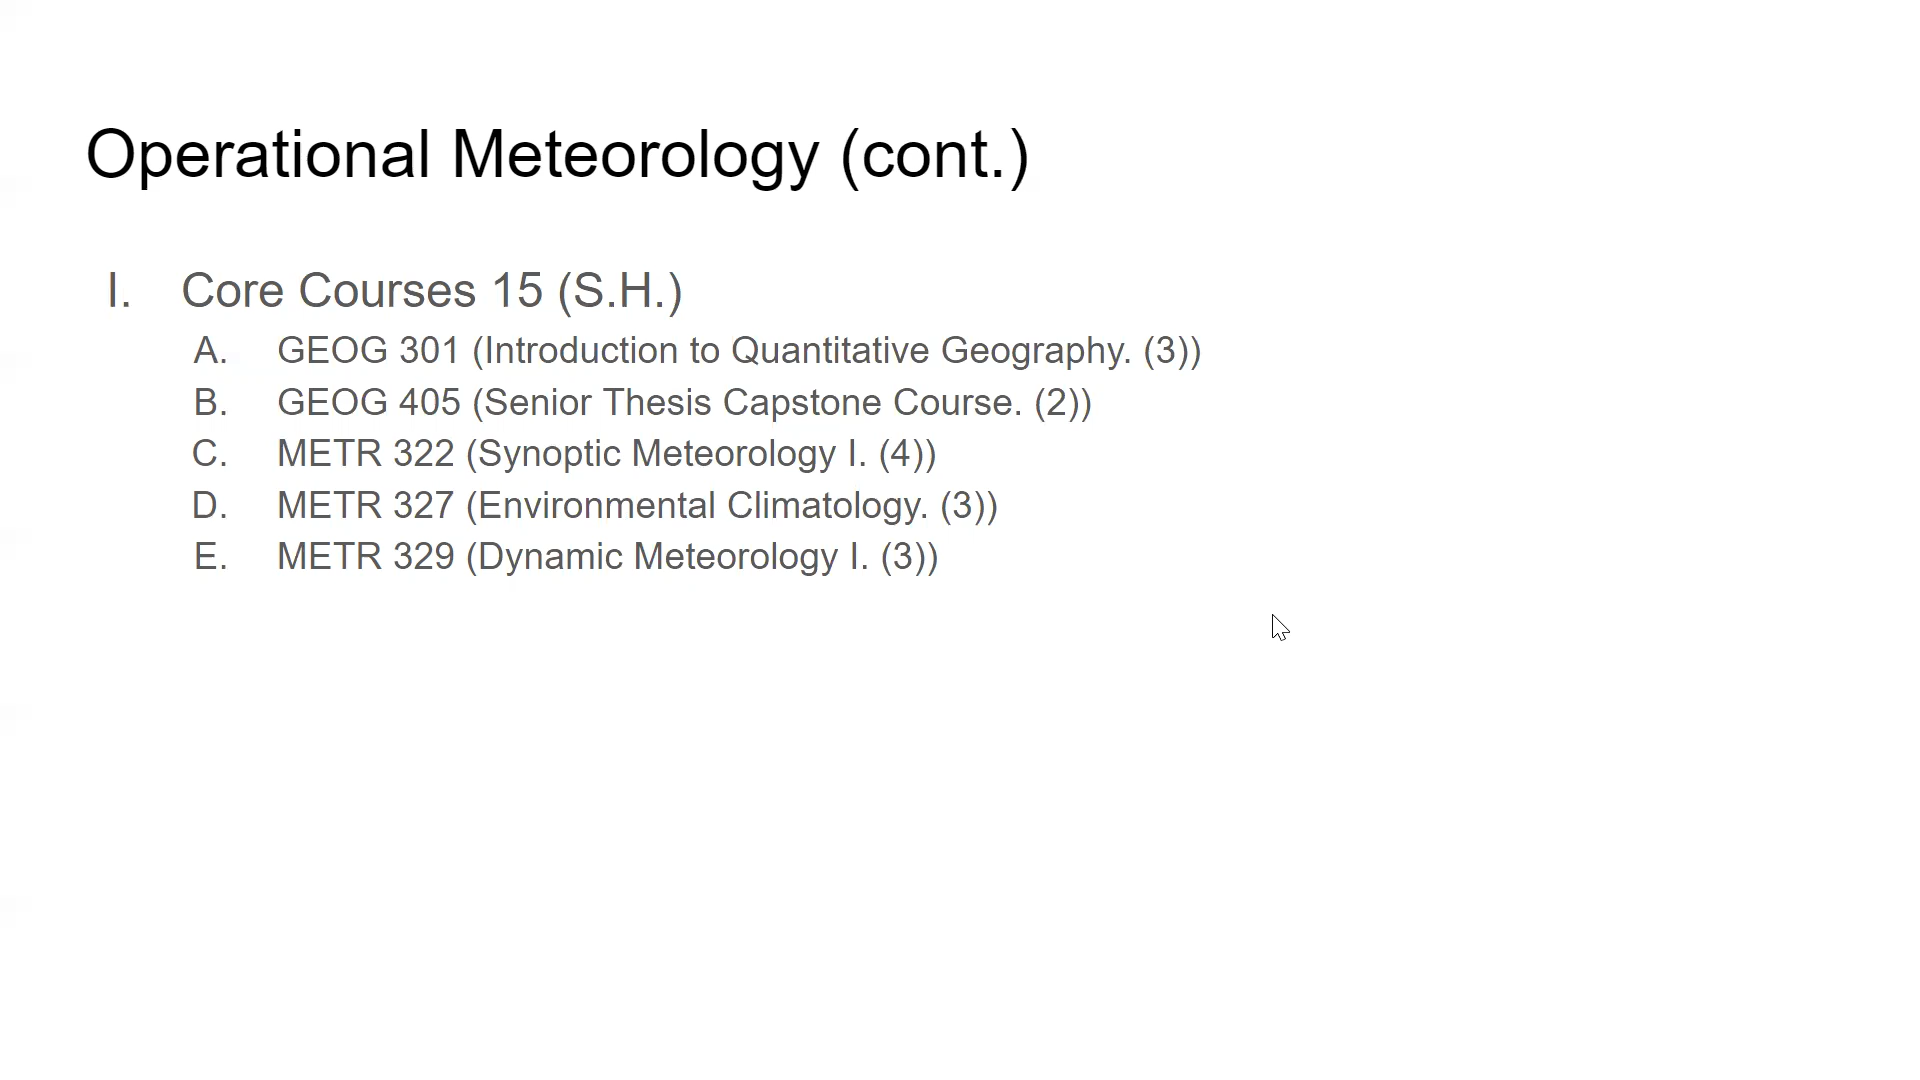 Operational Meteorology (cont.)
I. Core Courses 15 (S.H.)
A. GEOG 301 (Introduction to Quantitative Geography. (3))
B. GEOG 405 (Senior Thesis Capstone Course. (2))
C. METR 322 (Synoptic Meteorology I. (4))
D. METR 327 (Environmental Climatology. (3))
E. METR 329 (Dynamic Meteorology I. (3))